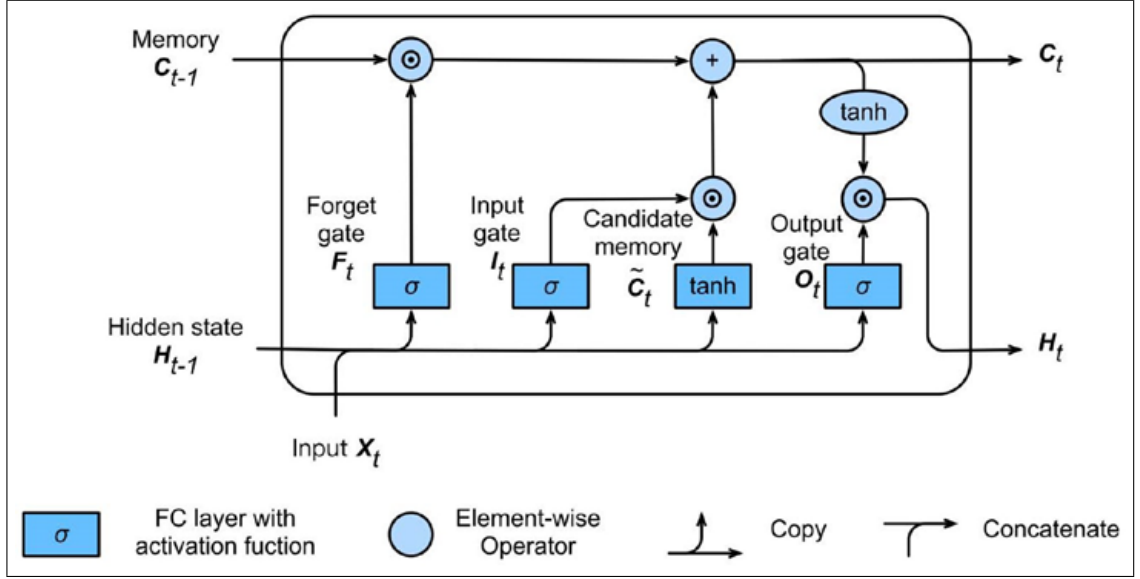 Memory
C_{t-1}
+
C_t
tanh
Forget
gate
F_t
Input
gate
I_t
Candidate
memory
C̃_t
Output
gate
O_t
σ
σ
tanh
σ
Hidden state
H_{t-1}
H_t
Input X_t
σ
FC layer with
activation fuction
Element-wise
Operator
Copy
Concatenate